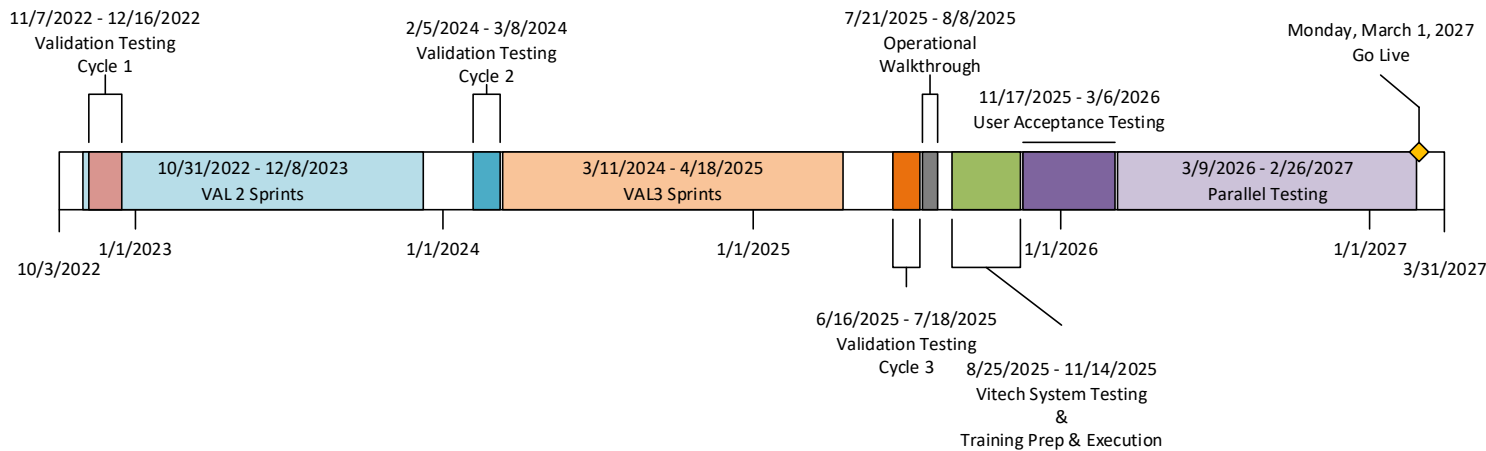 11/7/2022 - 12/16/2022
Validation Testing
Cycle 1
2/5/2024 - 3/8/2024
Validation Testing
Cycle 2
7/21/2025 - 8/8/2025
Operational
Walkthrough
11/17/2025 - 3/6/2026
User Acceptance Testing
Monday, March 1, 2027
Go Live
10/31/2022 - 12/8/2023
VAL 2 Sprints
3/11/2024 - 4/18/2025
VAL3 Sprints
3/9/2026 - 2/26/2027
Parallel Testing
10/3/2022
1/1/2023
1/1/2024
1/1/2025
1/1/2026
1/1/2027
3/31/2027
6/16/2025 - 7/18/2025
Validation Testing
Cycle 3
8/25/2025 - 11/14/2025
Vitech System Testing
&
Training Prep & Execution